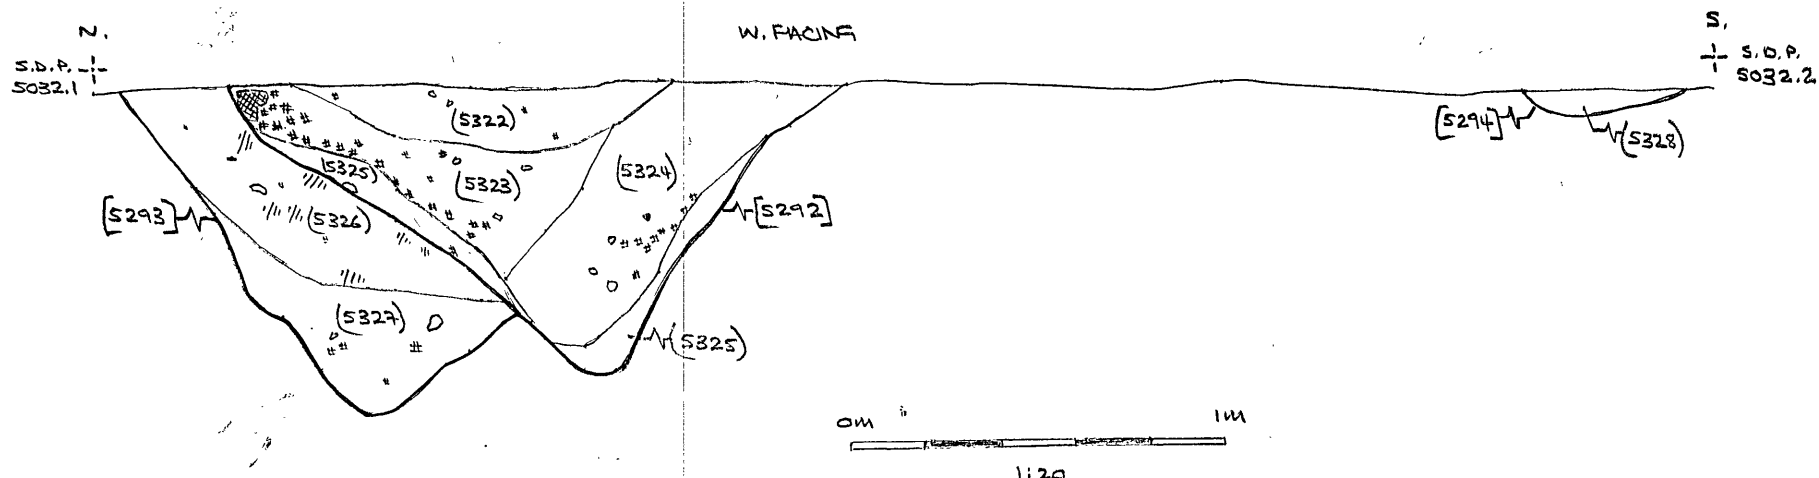 N.
W. FACING
S.
S.D.P.
5032.1
S.D.P.
5032.2
(5322)
[5294]
(5328)
(5325)
(5323)
(5324)
[5293]
(5326)
[5292]
(5327)
(5325)
0m
1m
1:20